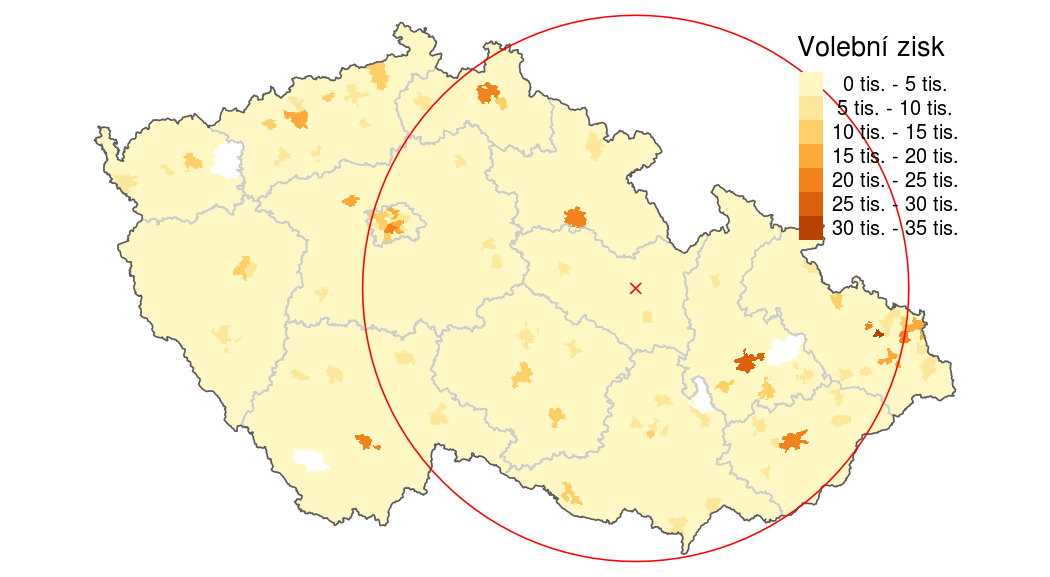 Volební zisk
0 tis. - 5 tis.
5 tis. - 10 tis.
10 tis. - 15 tis.
15 tis. - 20 tis.
20 tis. - 25 tis.
25 tis. - 30 tis.
30 tis. - 35 tis.